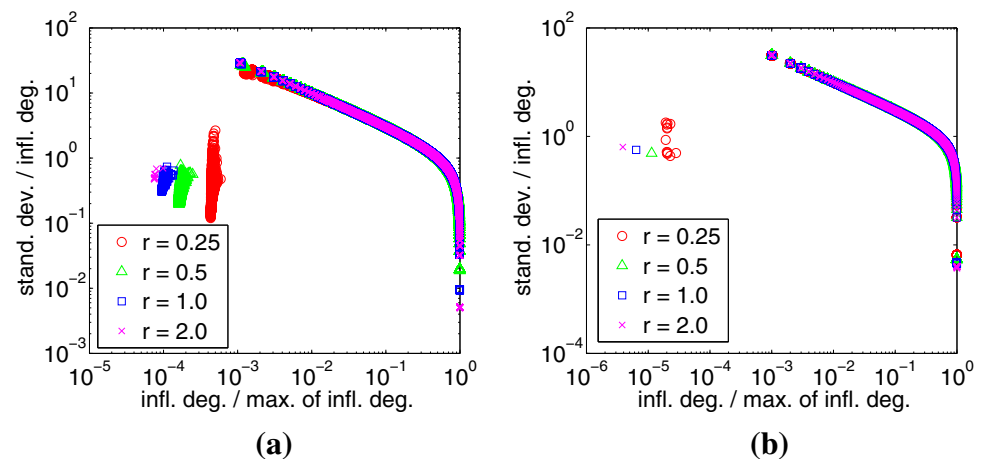 10^2
10^1
10^0
10^-1
10^-2
10^-3
stand. dev. / infl. deg.
r = 0.25
r = 0.5
r = 1.0
r = 2.0
10^-5 10^-4 10^-3 10^-2 10^-1 10^0
infl. deg. / max. of infl. deg.
(a)
10^2
10^0
10^-2
10^-4
stand. dev. / infl. deg.
r = 0.25
r = 0.5
r = 1.0
r = 2.0
10^-6 10^-5 10^-4 10^-3 10^-2 10^-1 10^0
infl. deg. / max. of infl. deg.
(b)